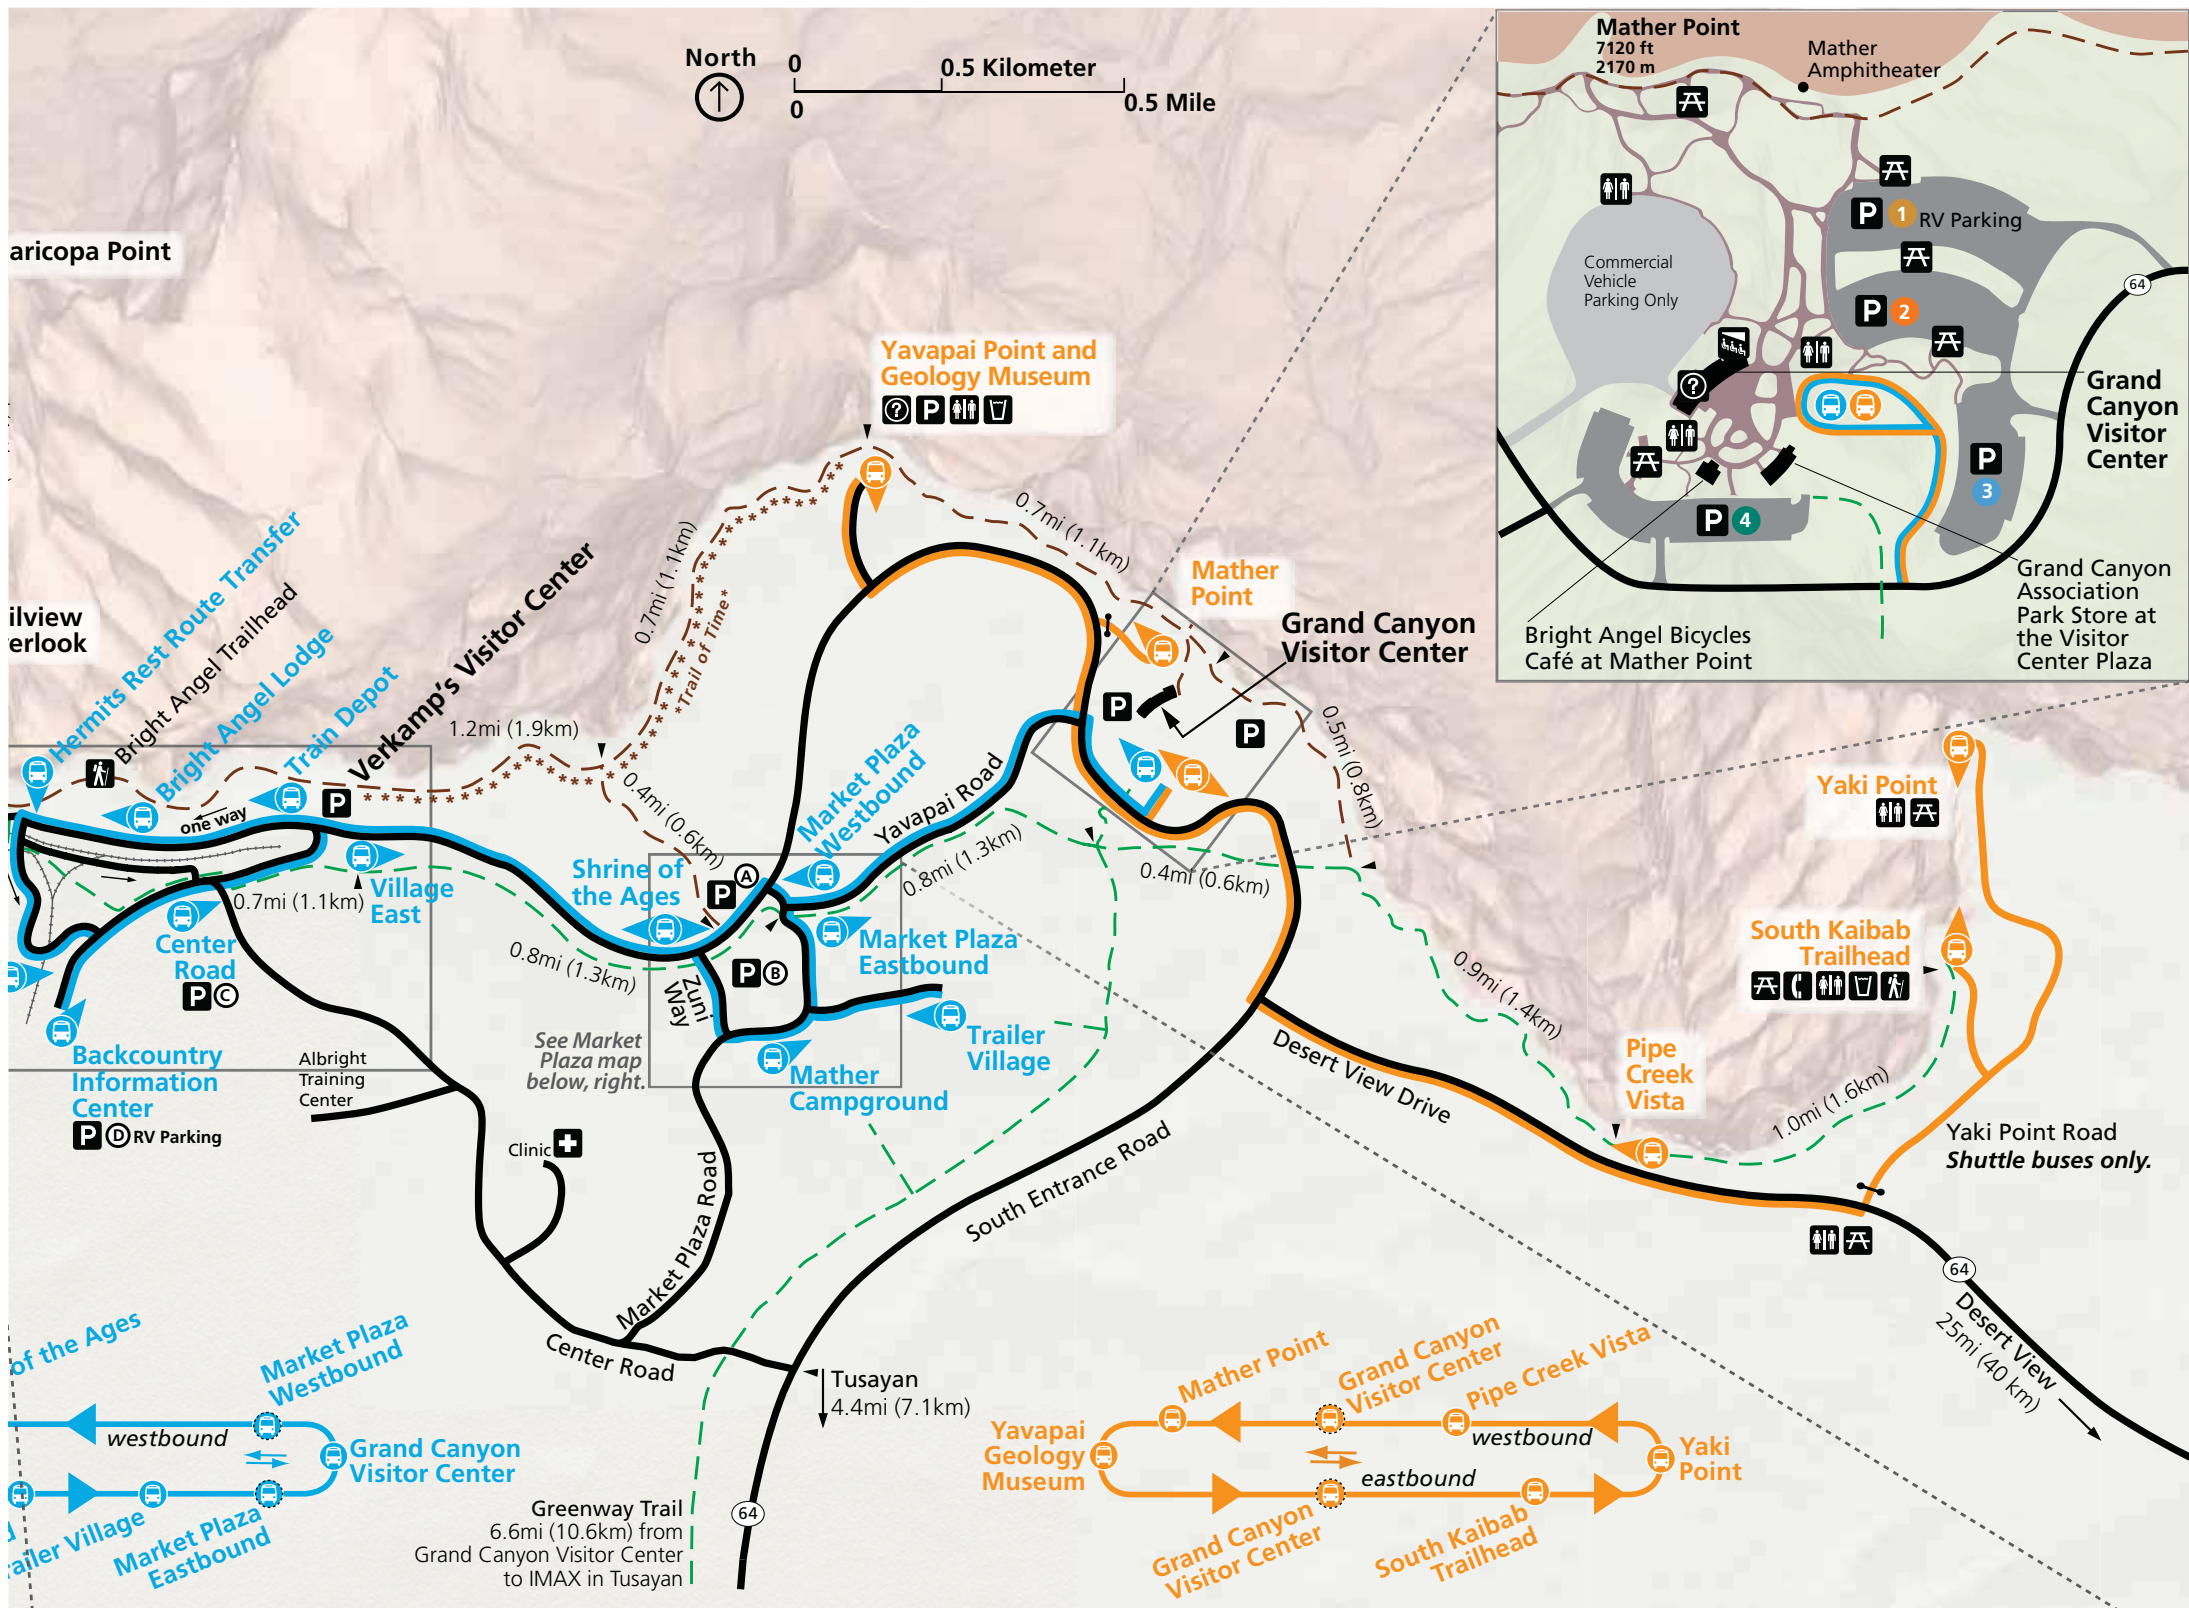 North
0
0.5 Kilometer
0
0.5 Mile
aricopa Point
ilview
erlook
Hermits Rest Route Transfer
Bright Angel Trailhead
Bright Angel Lodge
Train Depot
Verkamp's Visitor Center
one way
P
1.2mi (1.9km)
0.7mi (1.1km)
*Trail of Time*
0.4mi (0.6km)
Yavapai Point and
Geology Museum
? P
0.7mi (1.1km)
Mather
Point
Grand Canyon
Visitor Center
P
P
0.5mi (0.8km)
Market Plaza
Westbound
Yavapai Road
0.8mi (1.3km)
0.4mi (0.6km)
Shrine of
the Ages
P A
Village
East
0.7mi (1.1km)
Center
Road
P C
0.8mi (1.3km)
Zuni
Way
P B
Market Plaza
Eastbound
Trailer
Village
Mather
Campground
See Market
Plaza map
below, right.
Backcountry
Information
Center
P D RV Parking
Albright
Training
Center
Clinic
Market Plaza Road
Center Road
South Entrance Road
Desert View Drive
0.9mi (1.4km)
Pipe
Creek
Vista
1.0mi (1.6km)
Yaki Point
South Kaibab
Trailhead
Yaki Point Road
Shuttle buses only.
64
Desert View
25mi (40 km)
Tusayan
4.4mi (7.1km)
64
Greenway Trail
6.6mi (10.6km) from
Grand Canyon Visitor Center
to IMAX in Tusayan
of the Ages
Market Plaza
Westbound
westbound
Grand Canyon
Visitor Center
railer Village
Market Plaza
Eastbound
Yavapai
Geology
Museum
Mather Point
Grand Canyon
Visitor Center
Pipe Creek Vista
westbound
eastbound
Yaki
Point
Grand Canyon
Visitor Center
South Kaibab
Trailhead
Mather Point
7120 ft
2170 m
Mather
Amphitheater
P 1 RV Parking
Commercial
Vehicle
Parking Only
P 2
64
?
Grand
Canyon
Visitor
Center
P
3
P 4
Bright Angel Bicycles
Café at Mather Point
Grand Canyon
Association
Park Store at
the Visitor
Center Plaza